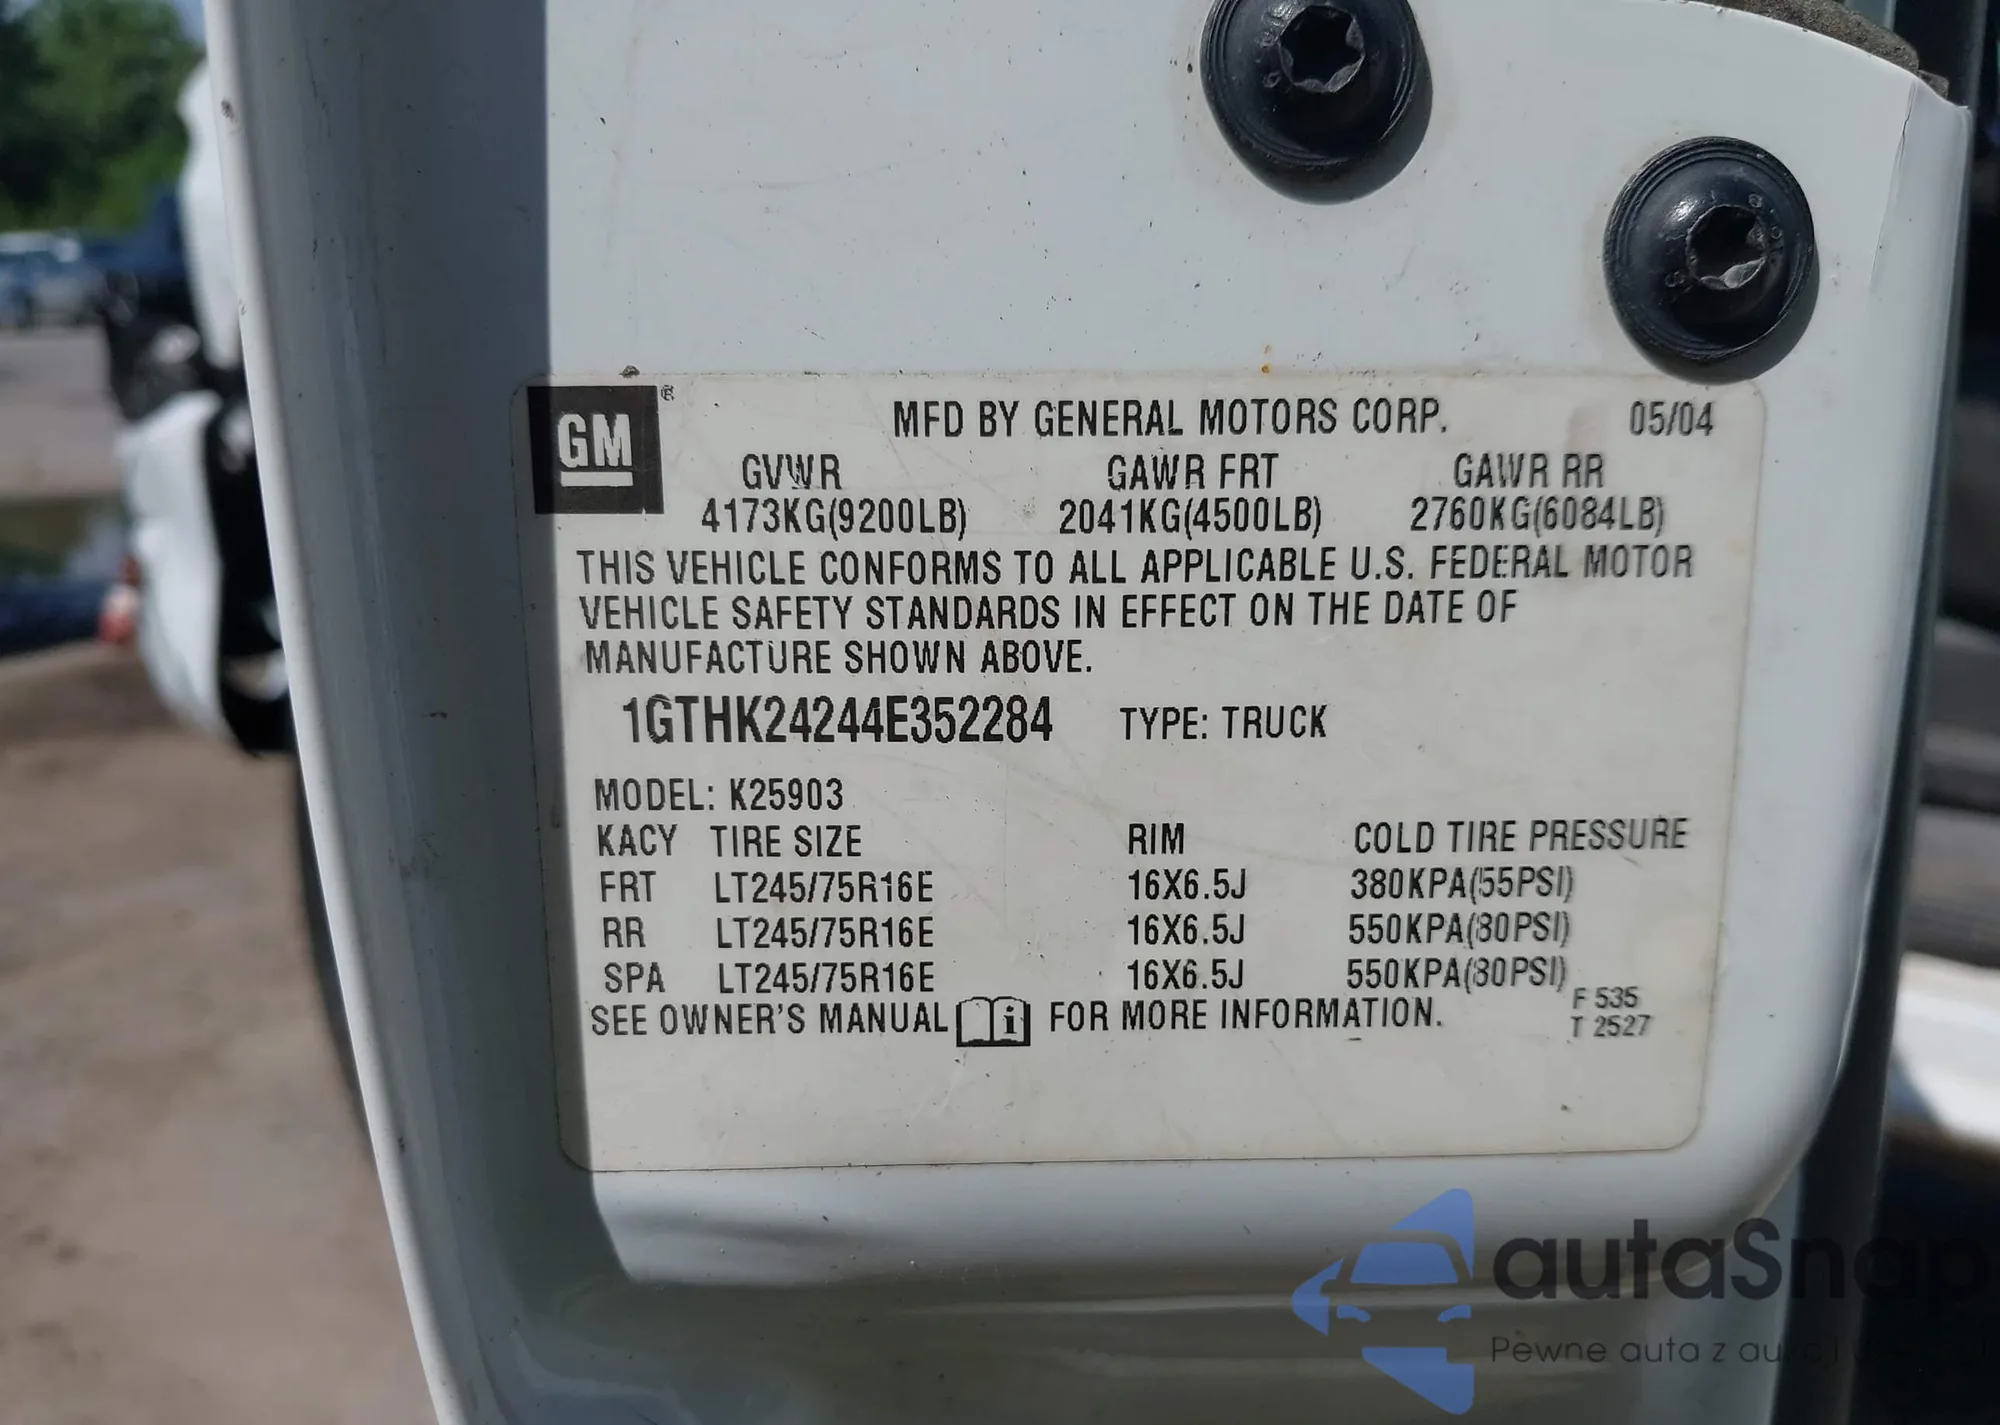 GM
MFD BY GENERAL MOTORS CORP. 05/04
GVWR GAWR FRT GAWR RR
4173KG(9200LB) 2041KG(4500LB) 2760KG(6084LB)
THIS VEHICLE CONFORMS TO ALL APPLICABLE U.S. FEDERAL MOTOR
VEHICLE SAFETY STANDARDS IN EFFECT ON THE DATE OF
MANUFACTURE SHOWN ABOVE.
1GTHK24244E352284 TYPE: TRUCK
MODEL: K25903
KACY TIRE SIZE RIM COLD TIRE PRESSURE
FRT LT245/75R16E 16X6.5J 380KPA(55PSI)
RR LT245/75R16E 16X6.5J 550KPA(80PSI)
SPA LT245/75R16E 16X6.5J 550KPA(80PSI)
F 535
SEE OWNER'S MANUAL i FOR MORE INFORMATION. T 2527
autaSnap
Pewne auta z